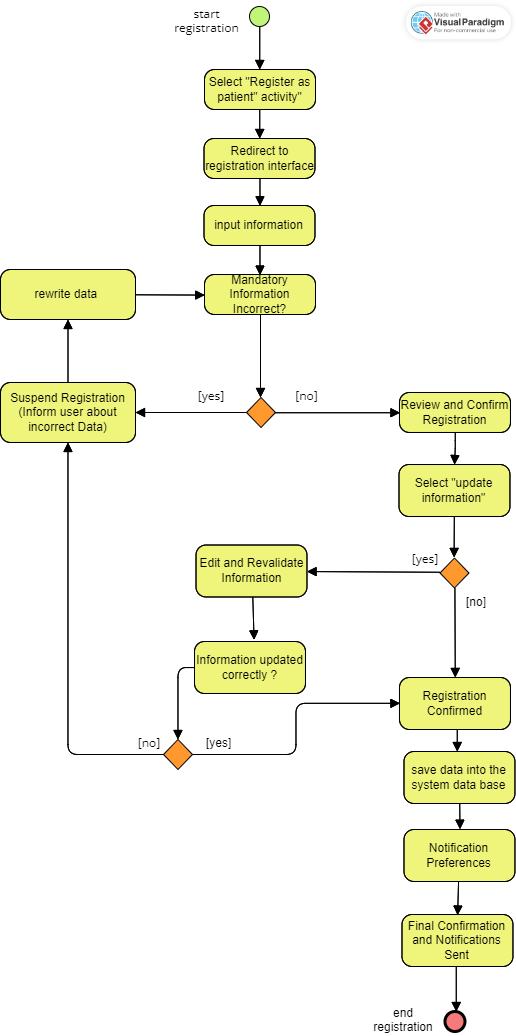 start
registration
Made with
Visual Paradigm
For non-commercial use
Select "Register as
patient" activity"
Redirect to
registration interface
input information
Mandatory
Information
Incorrect?
rewrite data
[yes]
[no]
Suspend Registration
(Inform user about
incorrect Data)
Review and Confirm
Registration
Select "update
information"
[yes]
[no]
Edit and Revalidate
Information
Information updated
correctly ?
[no]
[yes]
Registration
Confirmed
save data into the
system data base
Notification
Preferences
Final Confirmation
and Notifications
Sent
end
registration